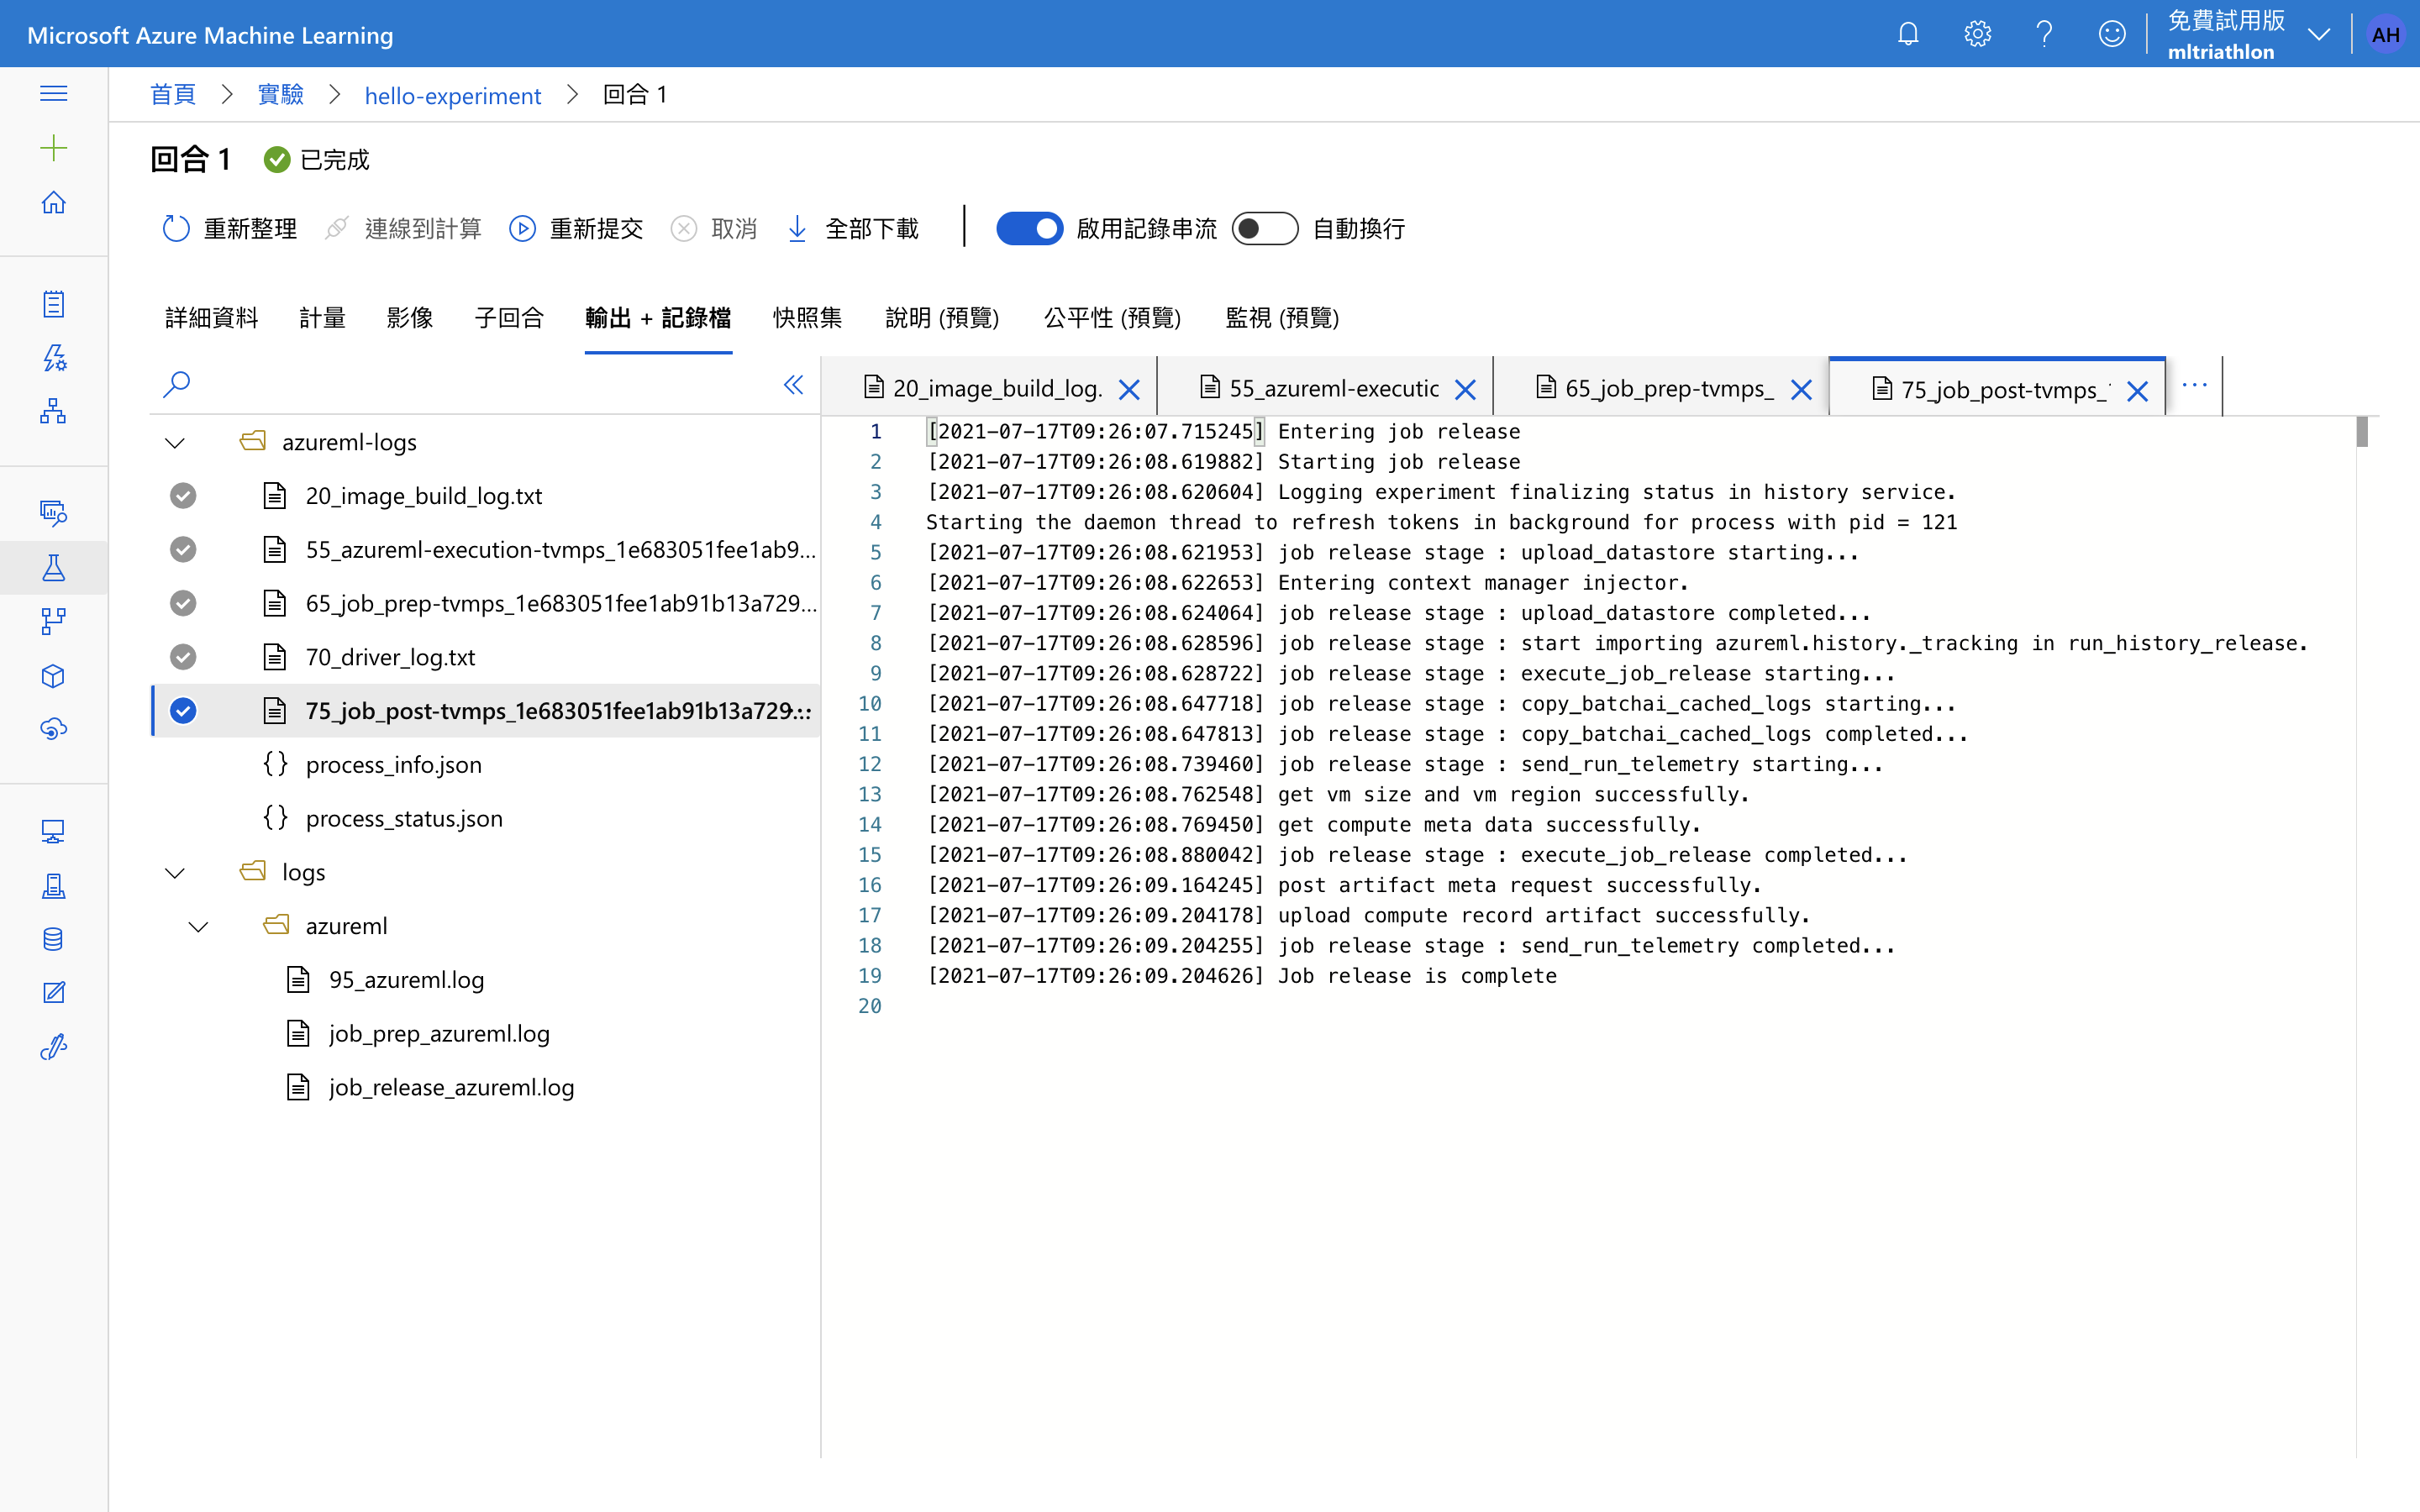 Microsoft Azure Machine Learning
免費試用版
mltriathlon
AH
首頁 > 實驗 > hello-experiment > 回合 1
回合 1 已完成
重新整理 連線到計算 重新提交 取消 全部下載 啟用記錄串流 自動換行
詳細資料 計量 影像 子回合 輸出 + 記錄檔 快照集 說明 (預覽) 公平性 (預覽) 監視 (預覽)
azureml-logs
20_image_build_log.txt
55_azureml-execution-tvmps_1e683051fee1ab9...
65_job_prep-tvmps_1e683051fee1ab91b13a729...
70_driver_log.txt
75_job_post-tvmps_1e683051fee1ab91b13a729...
process_info.json
process_status.json
logs
azureml
95_azureml.log
job_prep_azureml.log
job_release_azureml.log
20_image_build_log. 55_azureml-executic 65_job_prep-tvmps_ 75_job_post-tvmps_ ...
1 [2021-07-17T09:26:07.715245] Entering job release
2 [2021-07-17T09:26:08.619882] Starting job release
3 [2021-07-17T09:26:08.620604] Logging experiment finalizing status in history service.
4 Starting the daemon thread to refresh tokens in background for process with pid = 121
5 [2021-07-17T09:26:08.621953] job release stage : upload_datastore starting...
6 [2021-07-17T09:26:08.622653] Entering context manager injector.
7 [2021-07-17T09:26:08.624064] job release stage : upload_datastore completed...
8 [2021-07-17T09:26:08.628596] job release stage : start importing azureml.history._tracking in run_history_release.
9 [2021-07-17T09:26:08.628722] job release stage : execute_job_release starting...
10 [2021-07-17T09:26:08.647718] job release stage : copy_batchai_cached_logs starting...
11 [2021-07-17T09:26:08.647813] job release stage : copy_batchai_cached_logs completed...
12 [2021-07-17T09:26:08.739460] job release stage : send_run_telemetry starting...
13 [2021-07-17T09:26:08.762548] get vm size and vm region successfully.
14 [2021-07-17T09:26:08.769450] get compute meta data successfully.
15 [2021-07-17T09:26:08.880042] job release stage : execute_job_release completed...
16 [2021-07-17T09:26:09.164245] post artifact meta request successfully.
17 [2021-07-17T09:26:09.204178] upload compute record artifact successfully.
18 [2021-07-17T09:26:09.204255] job release stage : send_run_telemetry completed...
19 [2021-07-17T09:26:09.204626] Job release is complete
20